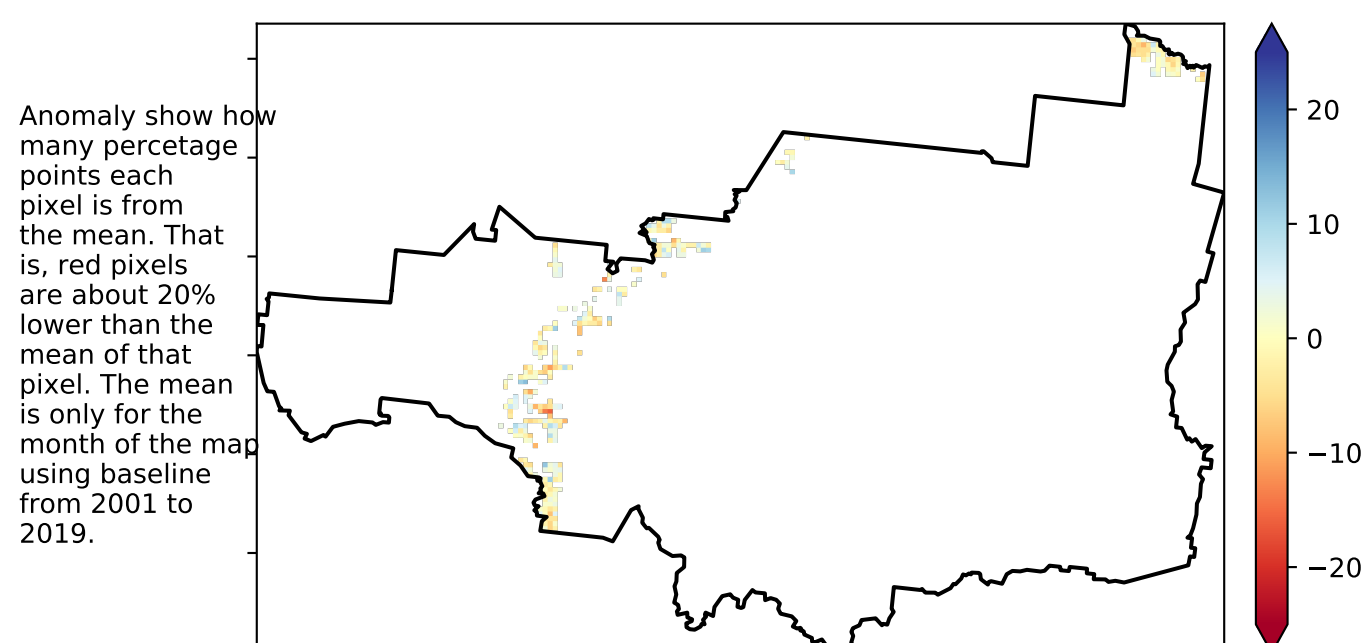 Anomaly show how
many percetage
points each
pixel is from
the mean. That
is, red pixels
are about 20%
lower than the
mean of that
pixel. The mean
is only for the
month of the map
using baseline
from 2001 to
2019.
20
10
0
−10
−20